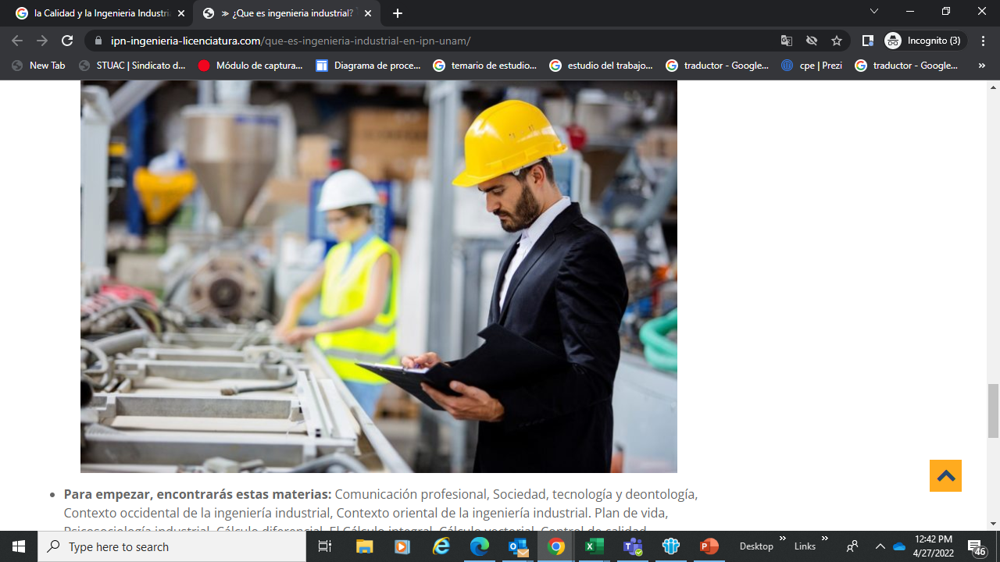 la Calidad y la Ingenieria Industri
≫ ¿Que es ingenieria industrial?
ipn-ingenieria-licenciatura.com/que-es-ingenieria-industrial-en-ipn-unam/
Incognito (3)
New Tab
STUAC | Sindicato d...
Módulo de captura...
Diagrama de proce...
temario de estudio...
estudio del trabajo...
traductor - Google...
cpe | Prezi
traductor - Google...
»
Para empezar, encontrarás estas materias: Comunicación profesional, Sociedad, tecnología y deontología,
Contexto occidental de la ingeniería industrial, Contexto oriental de la ingeniería industrial. Plan de vida,
Psicosociología industrial, Cálculo diferencial, El Cálculo integral, Cálculo vectorial, Control de calidad
Type here to search
Desktop
»
Links
»
12:42 PM
4/27/2022
46